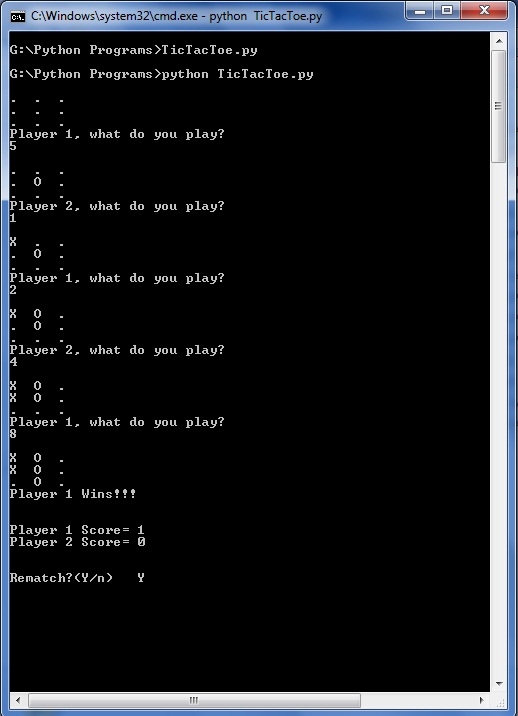 C:\Windows\system32\cmd.exe - python  TicTacToe.py
G:\Python Programs>TicTacToe.py
G:\Python Programs>python TicTacToe.py
.  .  .
.  .  .
.  .  .
Player 1, what do you play?
5
.  .  .
.  O  .
.  .  .
Player 2, what do you play?
1
X  .  .
.  O  .
.  .  .
Player 1, what do you play?
2
X  O  .
.  O  .
.  .  .
Player 2, what do you play?
4
X  O  .
X  O  .
.  .  .
Player 1, what do you play?
8
X  O  .
X  O  .
.  O  .
Player 1 Wins!!!
Player 1 Score= 1
Player 2 Score= 0
Rematch?(Y/n)   Y